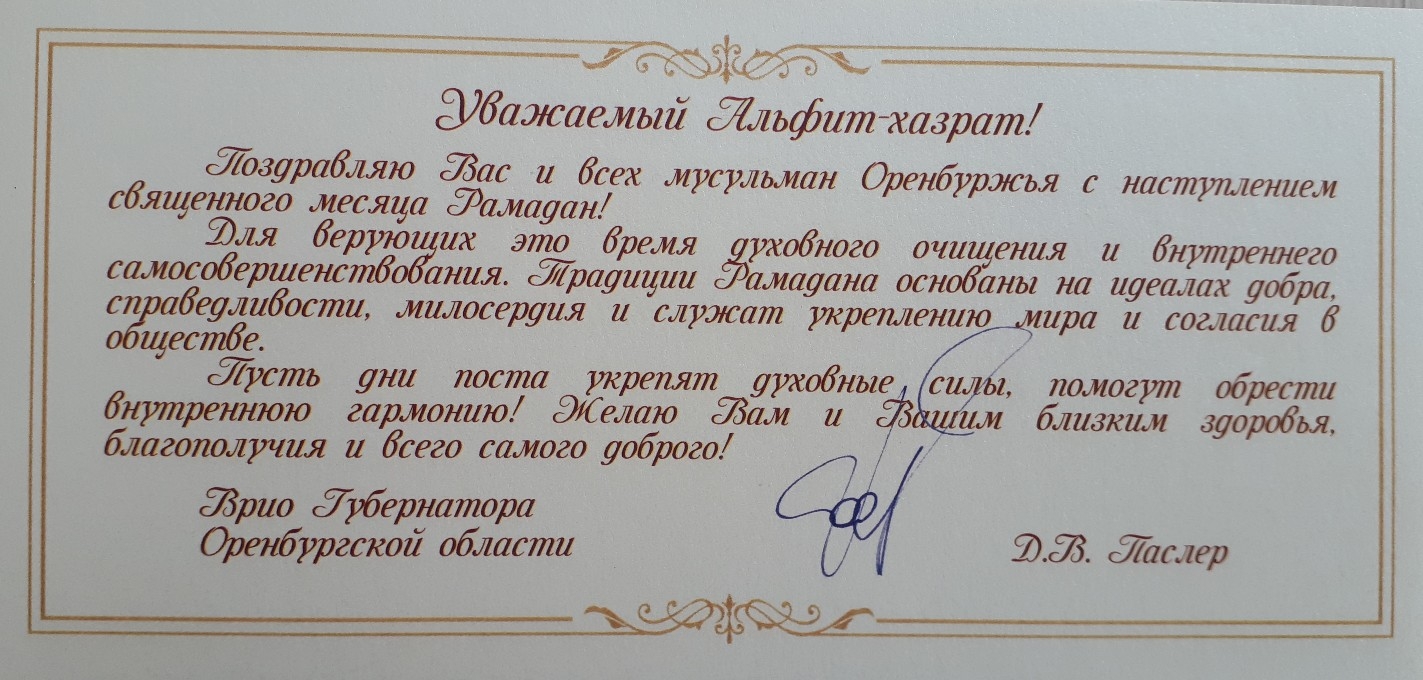 Уважаемый Альфит-хазрат!
Поздравляю Вас и всех мусульман Оренбуржья с наступлением
священного месяца Рамадан!
Для верующих это время духовного очищения и внутреннего
самосовершенствования. Традиции Рамадана основаны на идеалах добра,
справедливости, милосердия и служат укреплению мира и согласия в
обществе.
Пусть дни поста укрепят духовные силы, помогут обрести
внутреннюю гармонию! Желаю Вам и Вашим близким здоровья,
благополучия и всего самого доброго!
Врио Губернатора
Оренбургской области
Д.В. Паслер